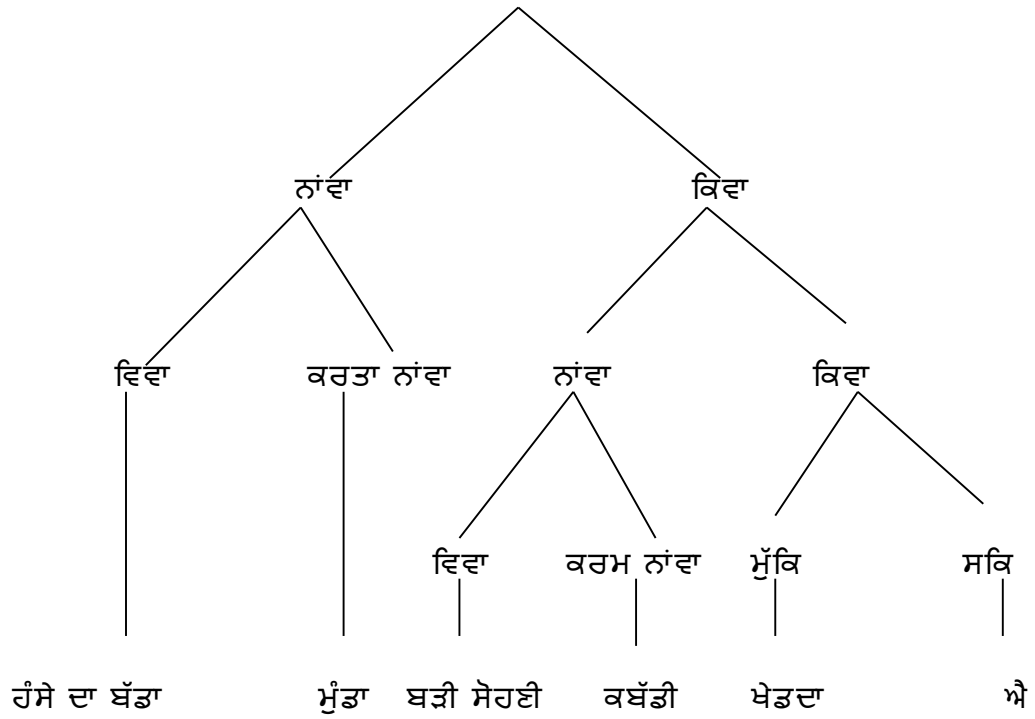 ਨਾਂਵਾ ਕਿਵਾ
ਵਿਵਾ ਕਰਤਾ ਨਾਂਵਾ ਨਾਂਵਾ ਕਿਵਾ
ਵਿਵਾ ਕਰਮ ਨਾਂਵਾ ਮੁੱਕਿ ਸਕਿ
ਹੰਸੇ ਦਾ ਬੱਡਾ ਮੁੰਡਾ ਬੜੀ ਸੋਹਣੀ ਕਬੱਡੀ ਖੇਡਦਾ ਐ